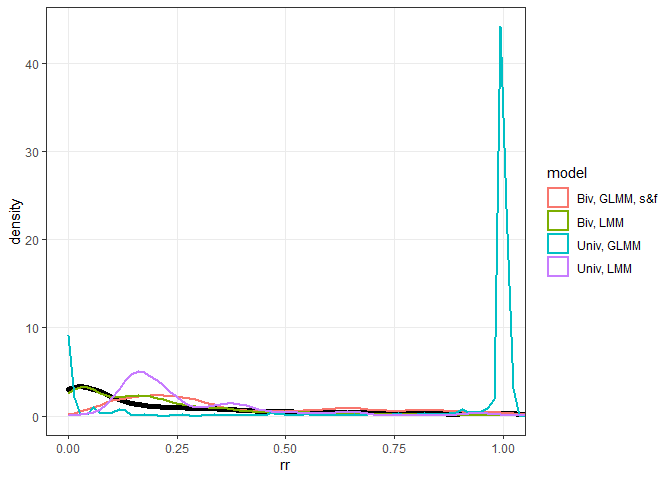 density
40
30
20
10
0
0.00
0.25
0.50
0.75
1.00
rr
model
Biv, GLMM, s&f
Biv, LMM
Univ, GLMM
Univ, LMM